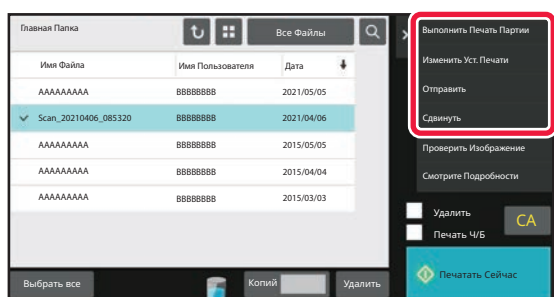 Главная Папка
Все Файлы
Имя Файла Имя Пользователя Дата
AAAAAAAAA BBBBBBBB 2021/05/05
Scan_20210406_085320 BBBBBBBB 2021/04/06
AAAAAAAAA BBBBBBBB 2015/05/05
AAAAAAAAA BBBBBBBB 2015/04/04
AAAAAAAAA BBBBBBBB 2015/03/03
Выбрать все Копий Удалить
Выполнить Печать Партии
Изменить Уст. Печати
Отправить
Сдвинуть
Проверить Изображение
Смотрите Подробности
Удалить
Печать Ч/Б
CA
Печатать Сейчас